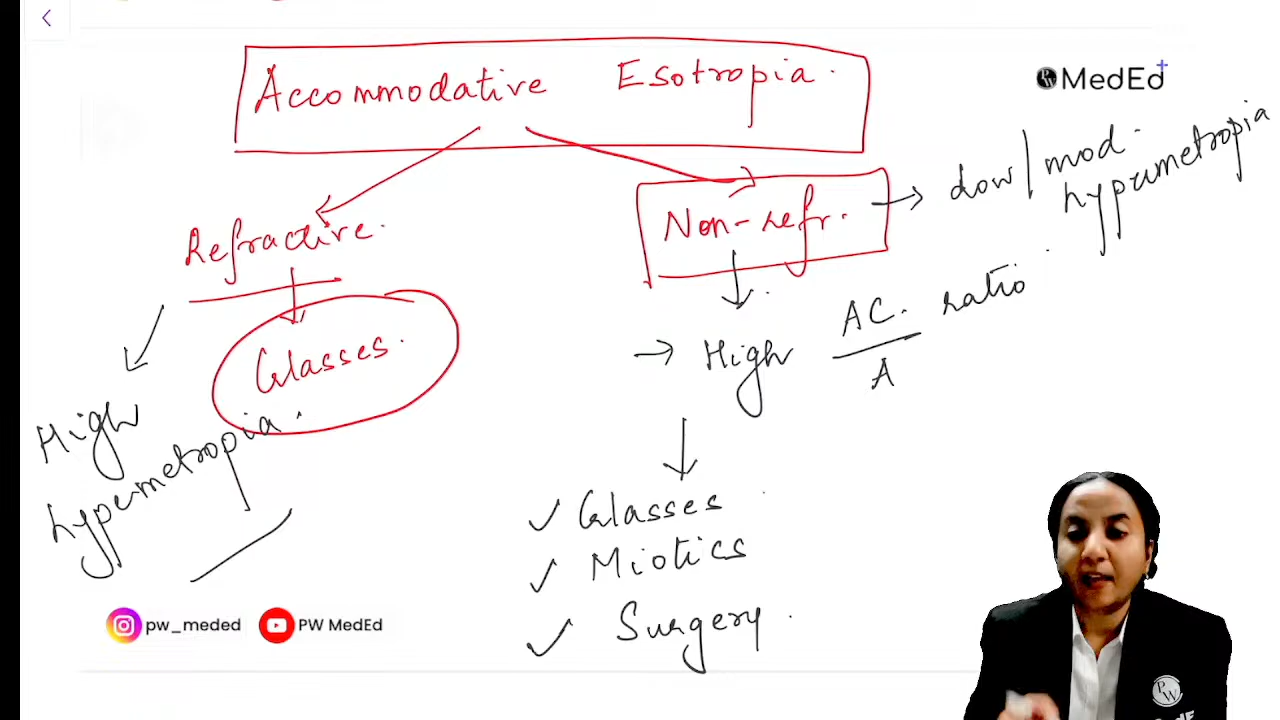 Accommodative Esotropia.
MedEd
Refractive.
Non-refr.
Low/mod.
hypermetropia
Glasses.
High AC. ratio
A
High
hypermetropia.
Glasses
Miotics
Surgery.
pw_meded
PW MedEd
PW